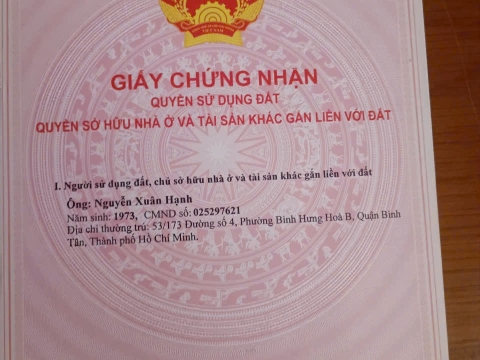 GIẤY CHỨNG NHẬN
QUYỀN SỬ DỤNG ĐẤT
QUYỀN SỞ HỮU NHÀ Ở VÀ TÀI SẢN KHÁC GẮN LIỀN VỚI ĐẤT
I. Người sử dụng đất, chủ sở hữu nhà ở và tài sản khác gắn liền với đất
Ông: Nguyễn Xuân Hạnh
Năm sinh: 1973, CMND số: 025297621
Địa chỉ thường trú: 53/173 Đường số 4, Phường Bình Hưng Hoà B, Quận Bình
Tân, Thành phố Hồ Chí Minh.